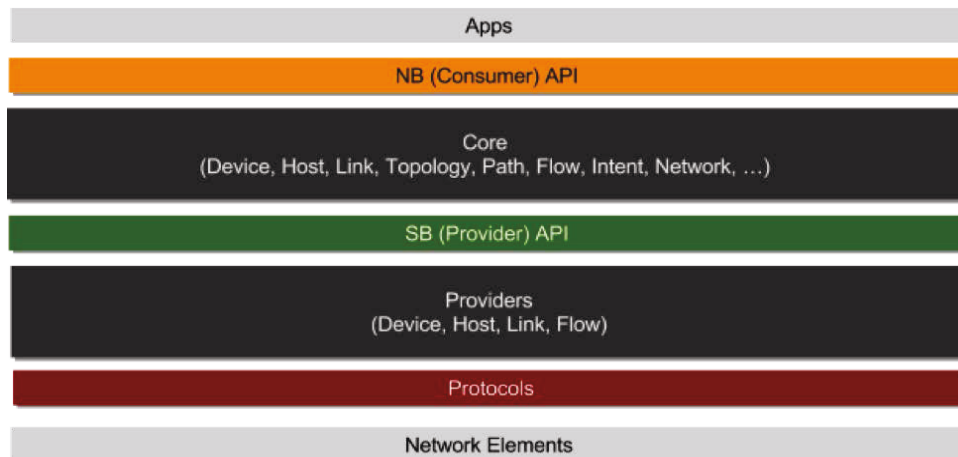 Apps
NB (Consumer) API
Core
(Device, Host, Link, Topology, Path, Flow, Intent, Network, …)
SB (Provider) API
Providers
(Device, Host, Link, Flow)
Protocols
Network Elements